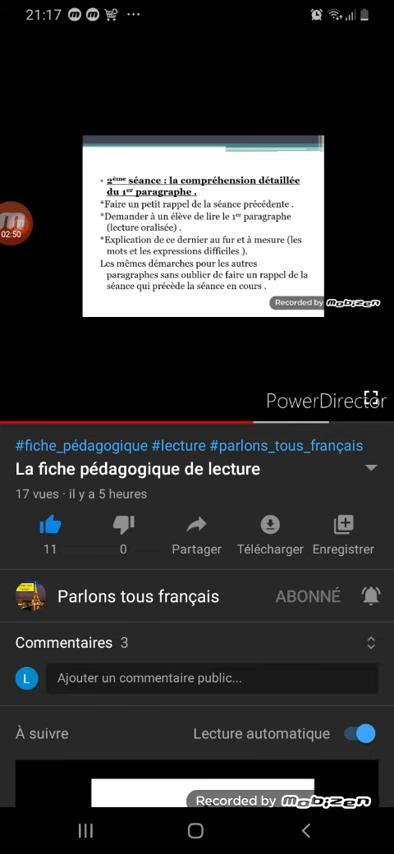 21:17
2ème séance : la compréhension détaillée
du 1er paragraphe .
*Faire un petit rappel de la séance précédente .
*Demander à un élève de lire le 1er paragraphe
(lecture oralisée) .
*Explication de ce dernier au fur et à mesure (les
mots et les expressions difficiles ).
Les mêmes démarches pour les autres
paragraphes sans oublier de faire un rappel de la
séance qui précède la séance en cours .
02:50
Recorded by Mobizen
PowerDirector
#fiche_pédagogique #lecture #parlons_tous_français
La fiche pédagogique de lecture
17 vues · il y a 5 heures
11 0 Partager Télécharger Enregistrer
Parlons tous français ABONNÉ
Commentaires 3
L Ajouter un commentaire public...
À suivre Lecture automatique
Recorded by Mobizen